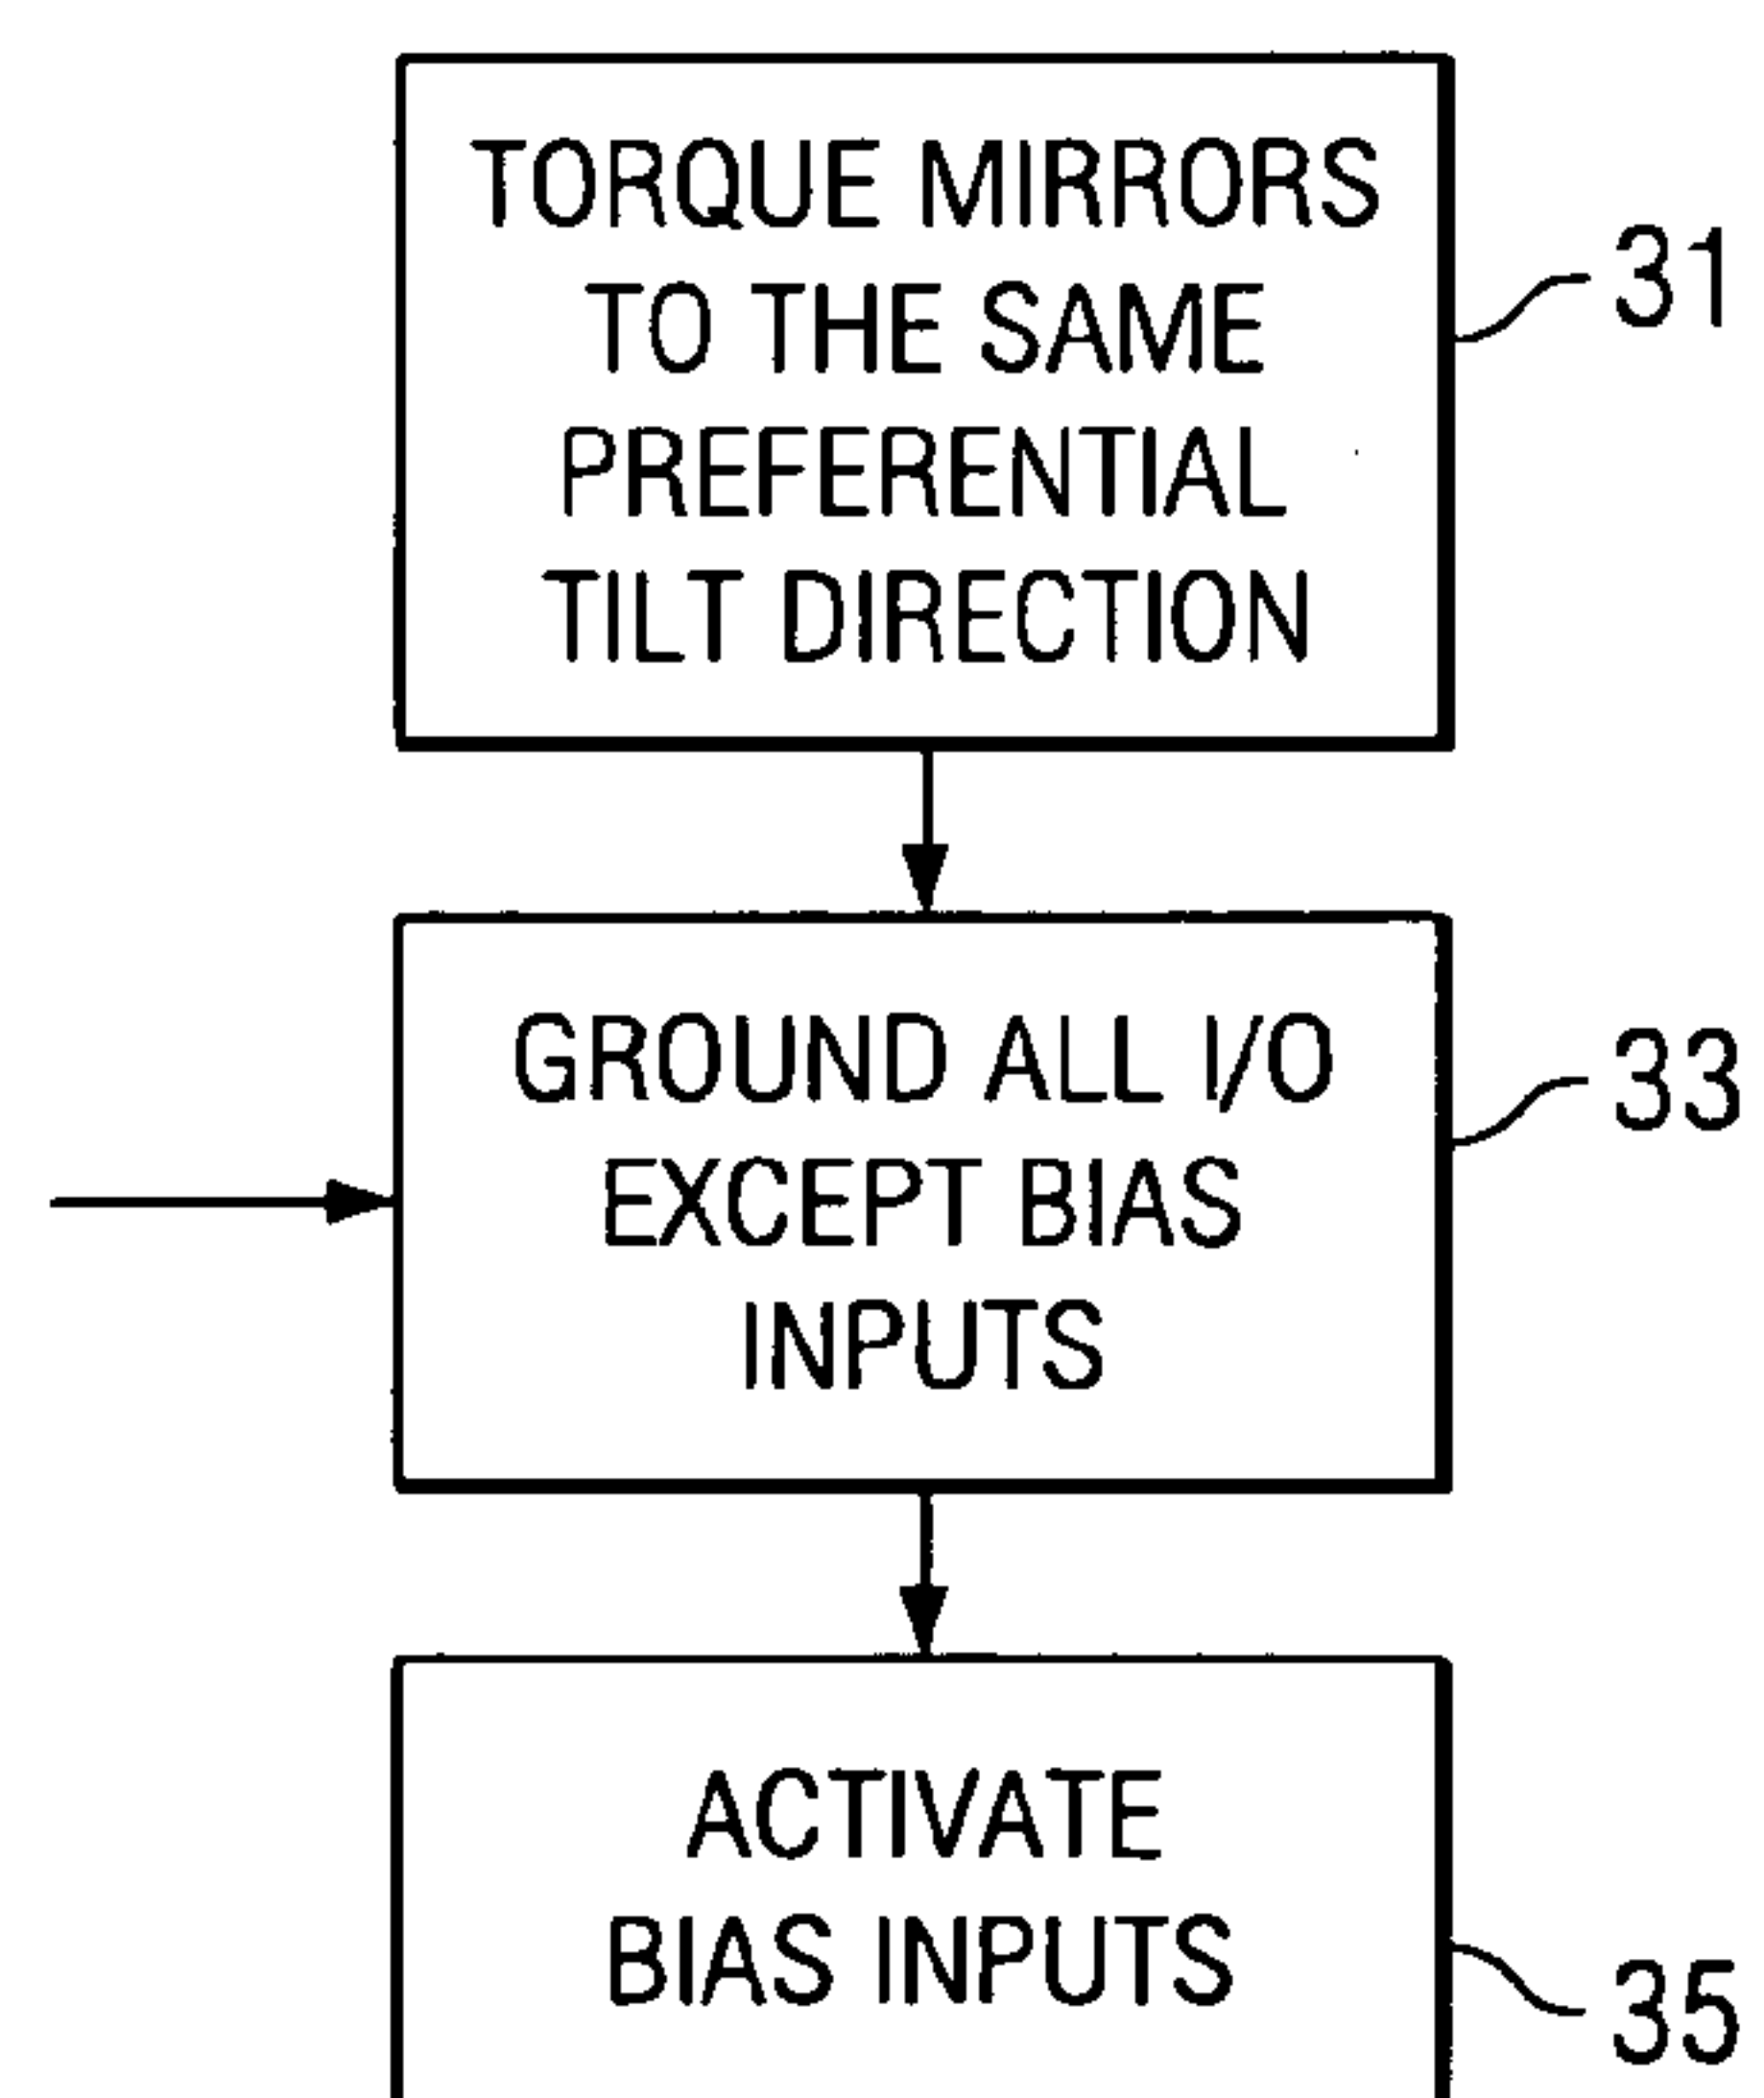 TORQUE MIRRORS
TO THE SAME
PREFERENTIAL
TILT DIRECTION
31
GROUND ALL I/O
EXCEPT BIAS
INPUTS
33
ACTIVATE
BIAS INPUTS
35